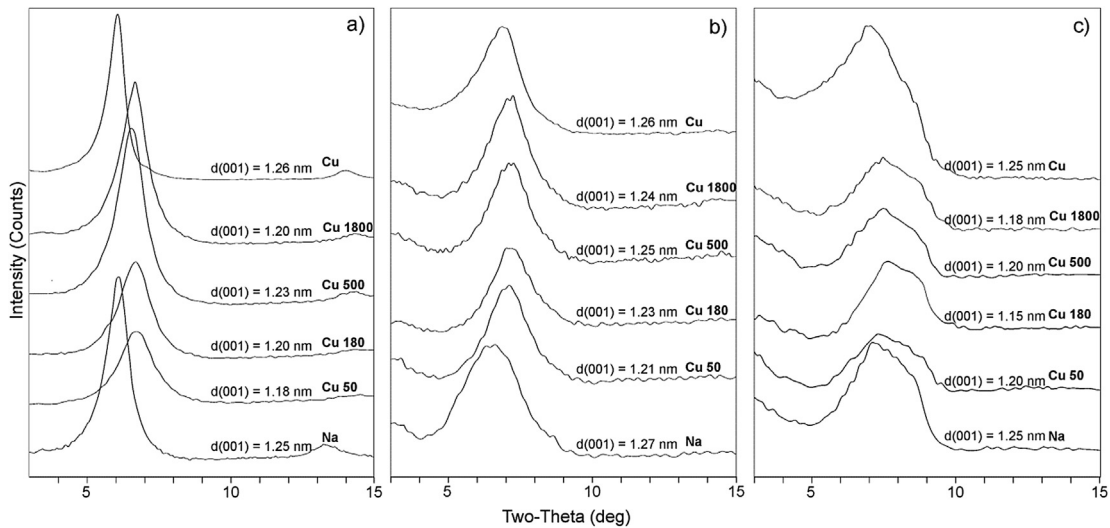 Intensity (Counts)
a)
d(001) = 1.26 nm Cu
d(001) = 1.20 nm Cu 1800
d(001) = 1.23 nm Cu 500
d(001) = 1.20 nm Cu 180
d(001) = 1.18 nm Cu 50
d(001) = 1.25 nm Na
5 10 15
b)
d(001) = 1.26 nm Cu
d(001) = 1.24 nm Cu 1800
d(001) = 1.25 nm Cu 500
d(001) = 1.23 nm Cu 180
d(001) = 1.21 nm Cu 50
d(001) = 1.27 nm Na
5 10 15
c)
d(001) = 1.25 nm Cu
d(001) = 1.18 nm Cu 1800
d(001) = 1.20 nm Cu 500
d(001) = 1.15 nm Cu 180
d(001) = 1.20 nm Cu 50
d(001) = 1.25 nm Na
5 10 15
Two-Theta (deg)